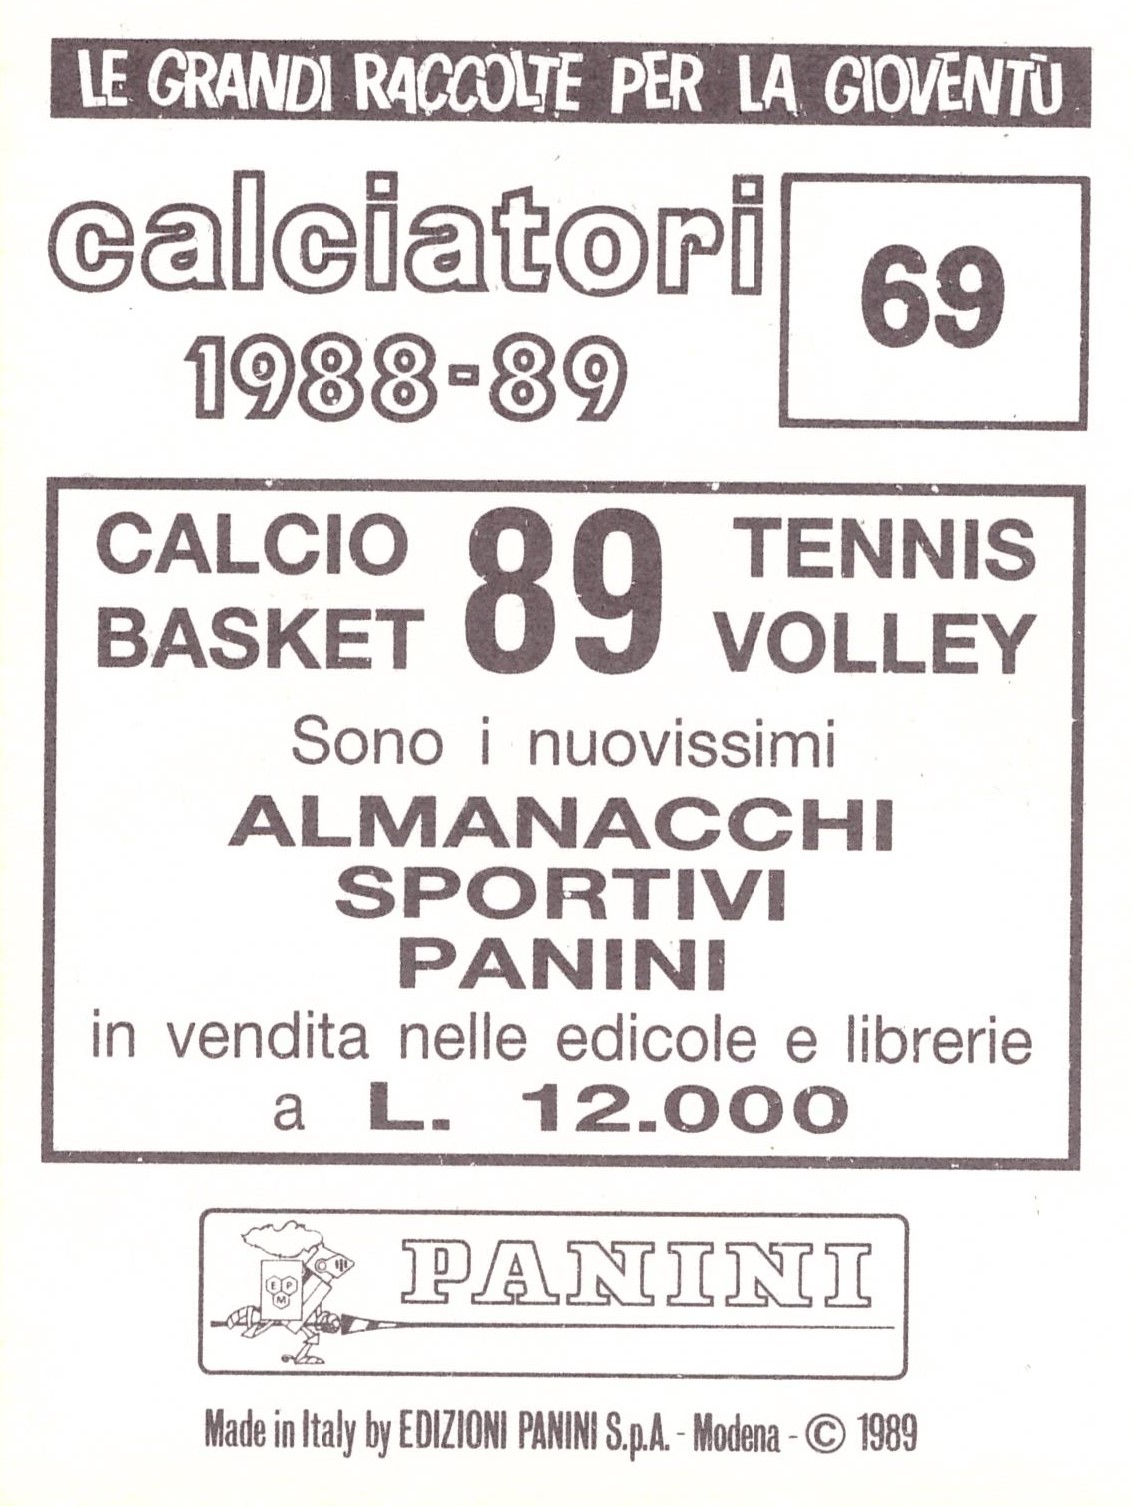 LE GRANDI RACCOLTE PER LA GIOVENTÙ
calciatori
1988-89
69
CALCIO 89 TENNIS
BASKET VOLLEY
Sono i nuovissimi
ALMANACCHI
SPORTIVI
PANINI
in vendita nelle edicole e librerie
a L. 12.000
E P
M
PANINI
Made in Italy by EDIZIONI PANINI S.p.A. - Modena - © 1989